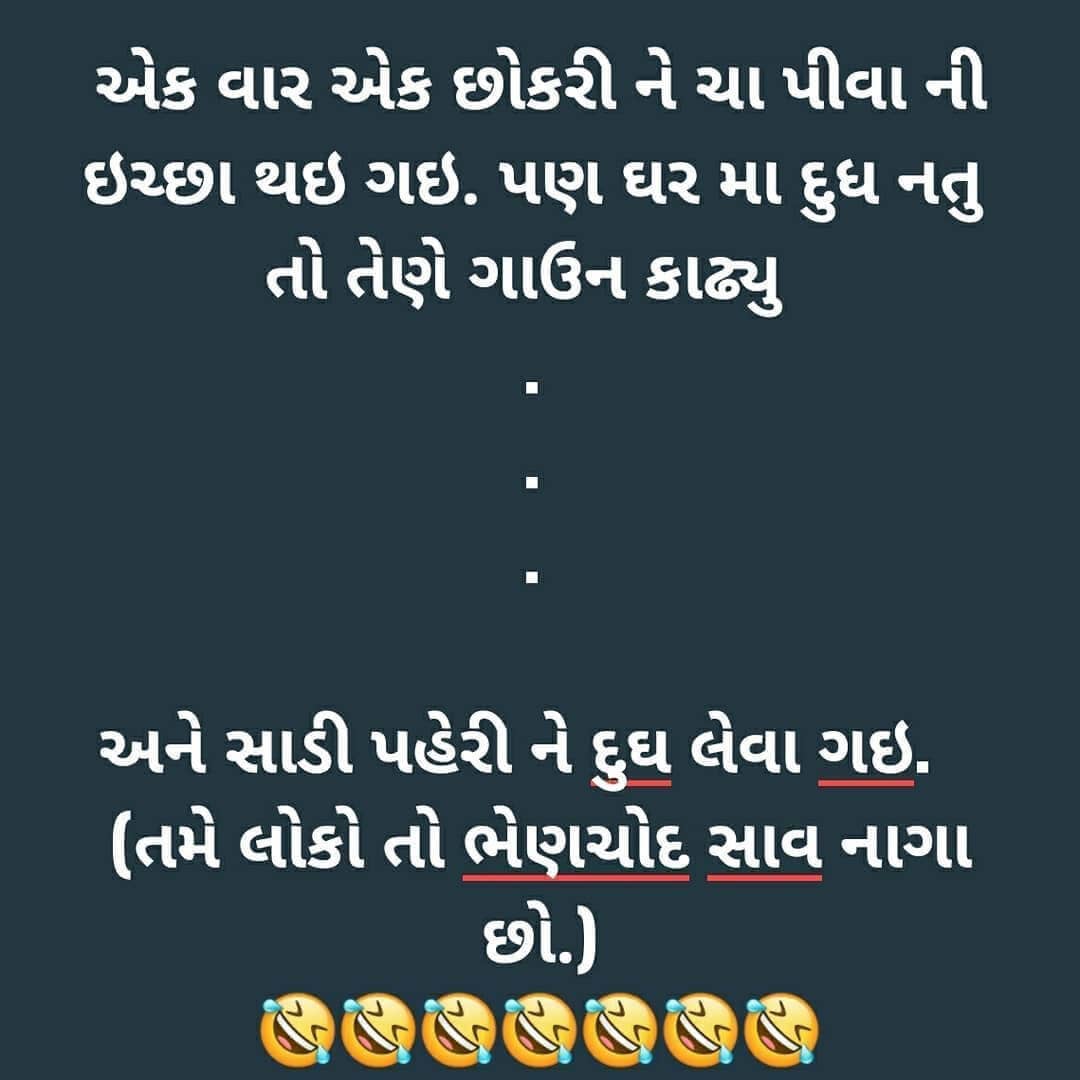 એક વાર એક છોકરી ને ચા પીવા ની
ઇચ્છા થઇ ગઇ. પણ ઘર મા દુધ નતુ
તો તેણે ગાઉન કાઢ્યુ
.
.
.
અને સાડી પહેરી ને દુઘ લેવા ગઇ.
(તમે લોકો તો ભેણચોદ સાવ નાગા
છો.)
🤣🤣🤣🤣🤣🤣🤣